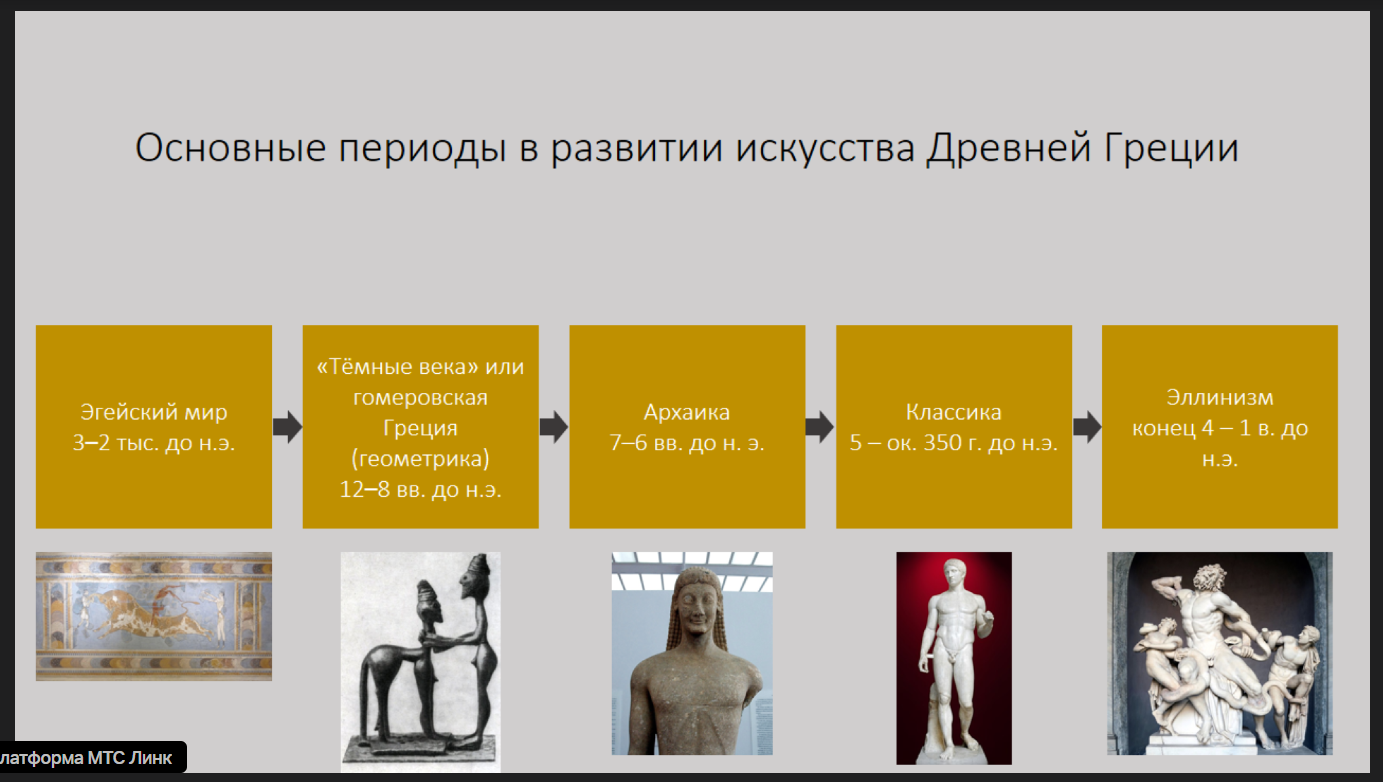 Основные периоды в развитии искусства Древней Греции
Эгейский мир
3–2 тыс. до н.э.
«Тёмные века» или
гомеровская
Греция
(геометрика)
12–8 вв. до н.э.
Архаика
7–6 вв. до н. э.
Классика
5 – ок. 350 г. до н.э.
Эллинизм
конец 4 – 1 в. до
н.э.
латформа МТС Линк